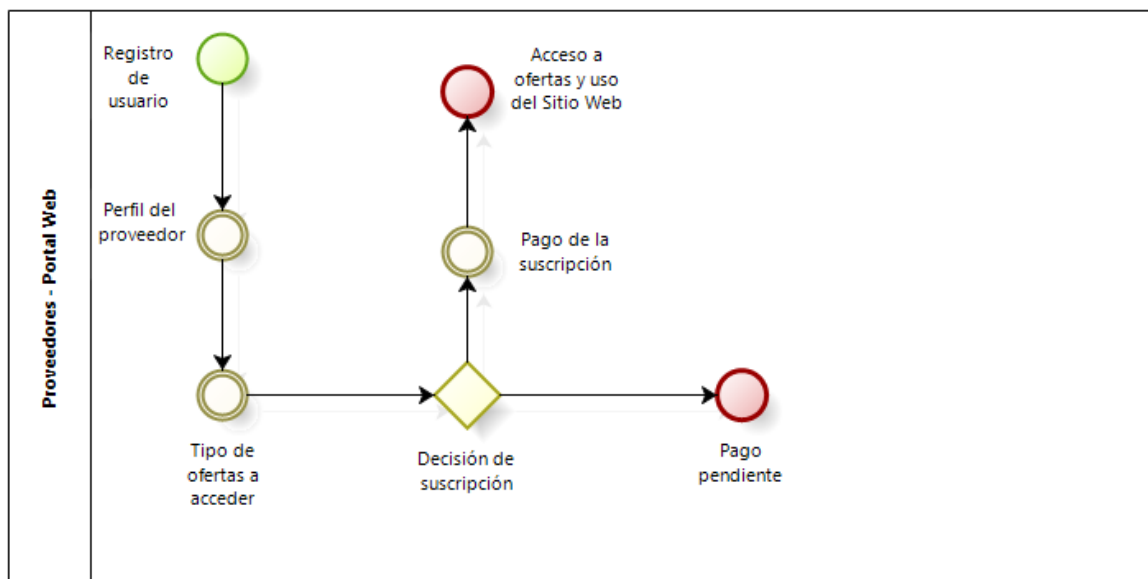 Proveedores - Portal Web
Registro
de
usuario
Perfil del
proveedor
Tipo de
ofertas a
acceder
Acceso a
ofertas y uso
del Sitio Web
Pago de la
suscripción
Decisión de
suscripción
Pago
pendiente